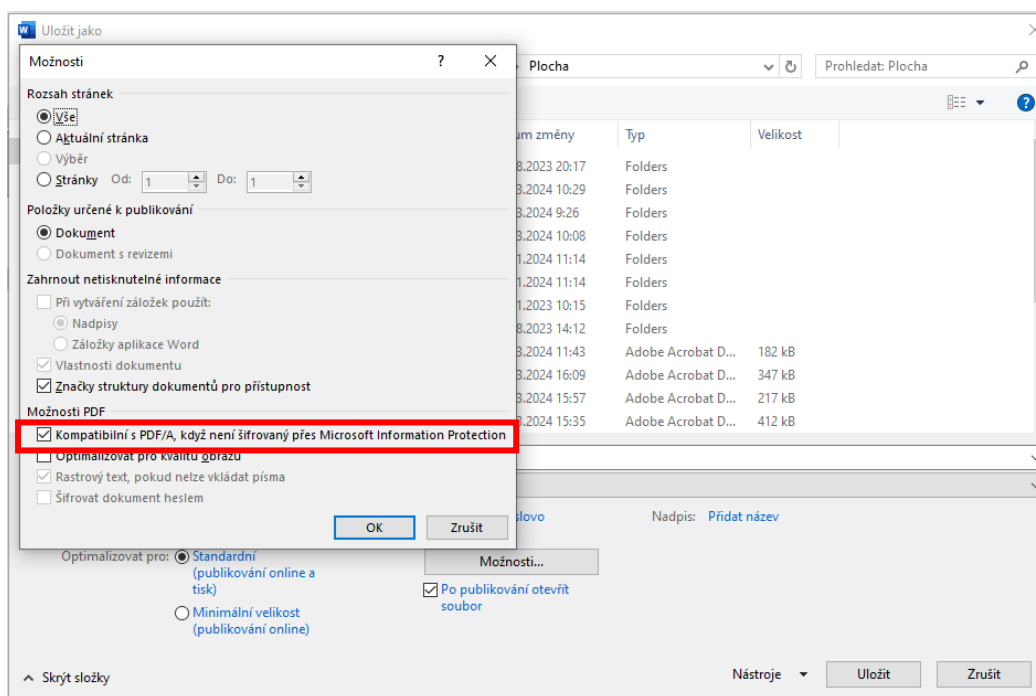 Uložit jako
Možnosti
?
Plocha
Prohledat: Plocha
?
Rozsah stránek
Vše
Aktuální stránka
Výběr
Stránky Od: 1 Do: 1
Položky určené k publikování
Dokument
Dokument s revizemi
Zahrnout netisknutelné informace
Při vytváření záložek použít:
Nadpisy
Záložky aplikace Word
Vlastnosti dokumentu
Značky struktury dokumentů pro přístupnost
Možnosti PDF
Kompatibilní s PDF/A, když není šifrovaný přes Microsoft Information Protection
Optimalizovat pro kvalitu obrazu
Rastrový text, pokud nelze vkládat písma
Šifrovat dokument heslem
OK Zrušit
um změny Typ Velikost
8.2023 20:17 Folders
3.2024 10:29 Folders
3.2024 9:26 Folders
3.2024 10:08 Folders
1.2024 11:14 Folders
1.2024 11:14 Folders
1.2023 10:15 Folders
8.2023 14:12 Folders
3.2024 11:43 Adobe Acrobat D... 182 kB
3.2024 16:09 Adobe Acrobat D... 347 kB
3.2024 15:57 Adobe Acrobat D... 217 kB
3.2024 15:35 Adobe Acrobat D... 412 kB
slovo Nadpis: Přidat název
Optimalizovat pro: Standardní
(publikování online a
tisk)
Minimální velikost
(publikování online)
Možnosti...
Po publikování otevřít
soubor
Skrýt složky
Nástroje Uložit Zrušit